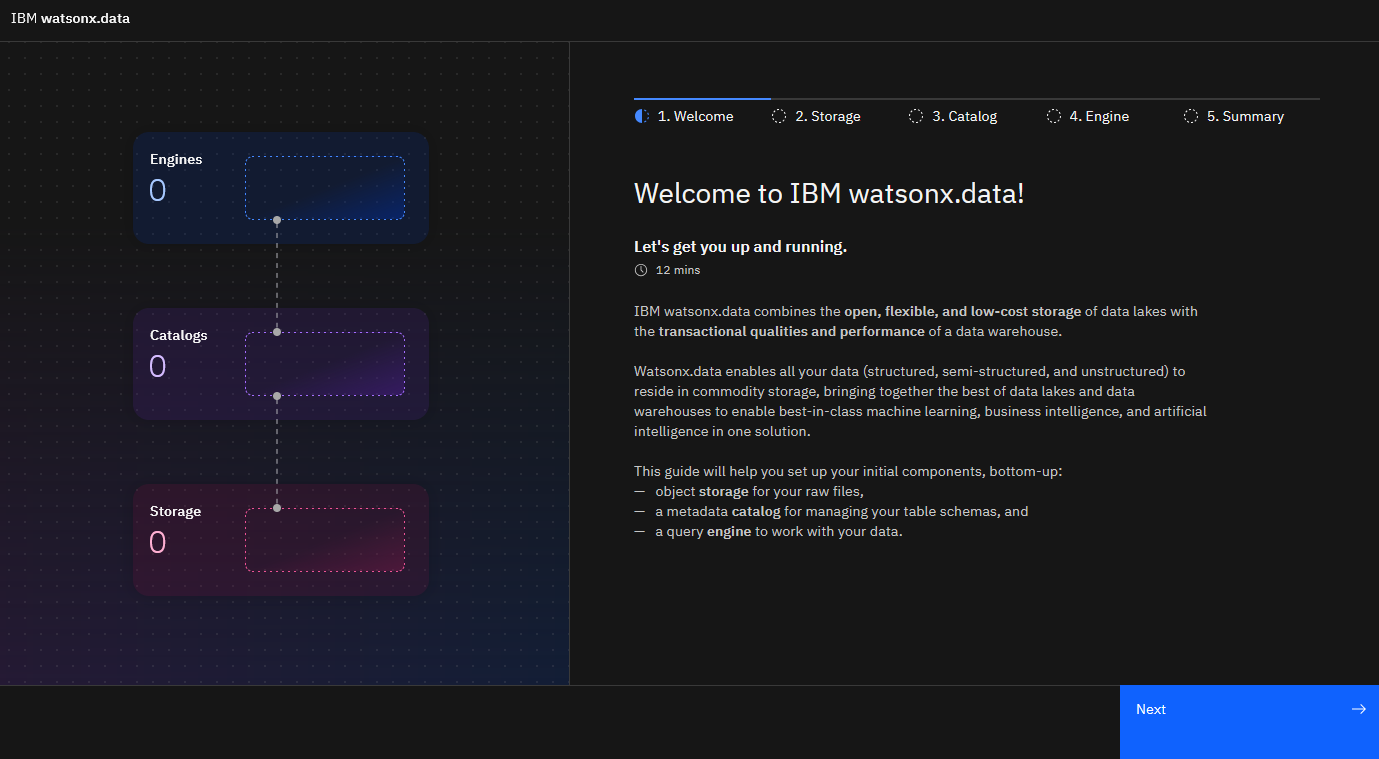 IBM watsonx.data
Engines
0
Catalogs
0
Storage
0
1. Welcome
2. Storage
3. Catalog
4. Engine
5. Summary
Welcome to IBM watsonx.data!
Let's get you up and running.
12 mins
IBM watsonx.data combines the open, flexible, and low-cost storage of data lakes with
the transactional qualities and performance of a data warehouse.
Watsonx.data enables all your data (structured, semi-structured, and unstructured) to
reside in commodity storage, bringing together the best of data lakes and data
warehouses to enable best-in-class machine learning, business intelligence, and artificial
intelligence in one solution.
This guide will help you set up your initial components, bottom-up:
— object storage for your raw files,
— a metadata catalog for managing your table schemas, and
— a query engine to work with your data.
Next